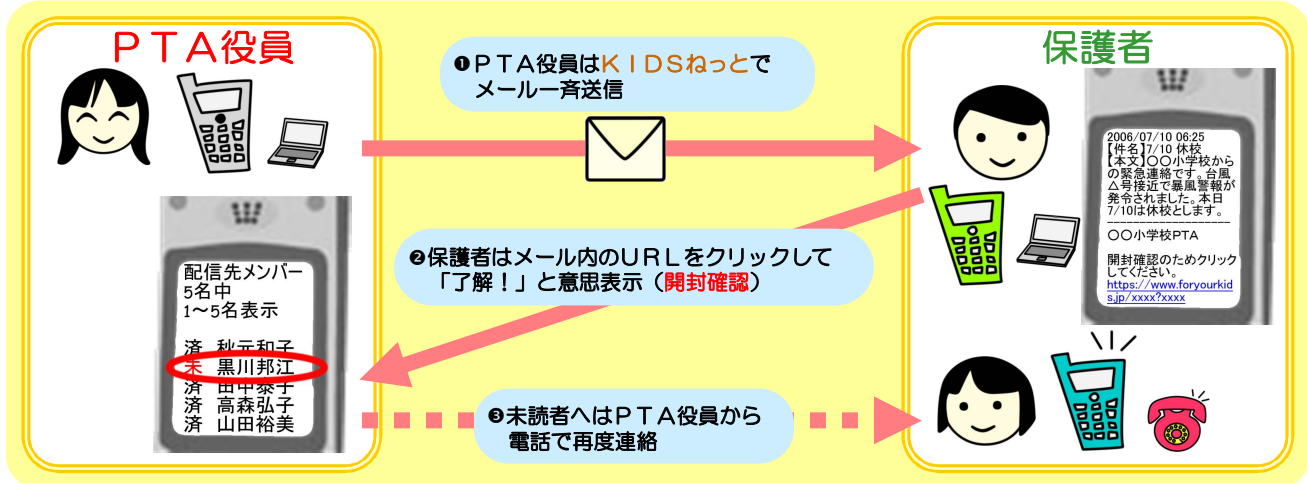 PTA役員
❶PTA役員はKIDSねっとで
メール一斉送信
保護者
2006/07/10 06:25
【件名】7/10 休校
【本文】〇〇小学校から
の緊急連絡です。台風
△号接近で暴風警報が
発令されました。本日
7/10は休校とします。
--------------------
〇〇小学校PTA
開封確認のためクリック
してください。
https://www.foryourkid
s.jp/xxxx?xxxx
❷保護者はメール内のURLをクリックして
「了解!」と意思表示(開封確認)
配信先メンバー
5名中
1~5名表示
済 秋元和子
未 黒川邦江
済 田中泰子
済 高森弘子
済 山田裕美
❸未読者へはPTA役員から
電話で再度連絡